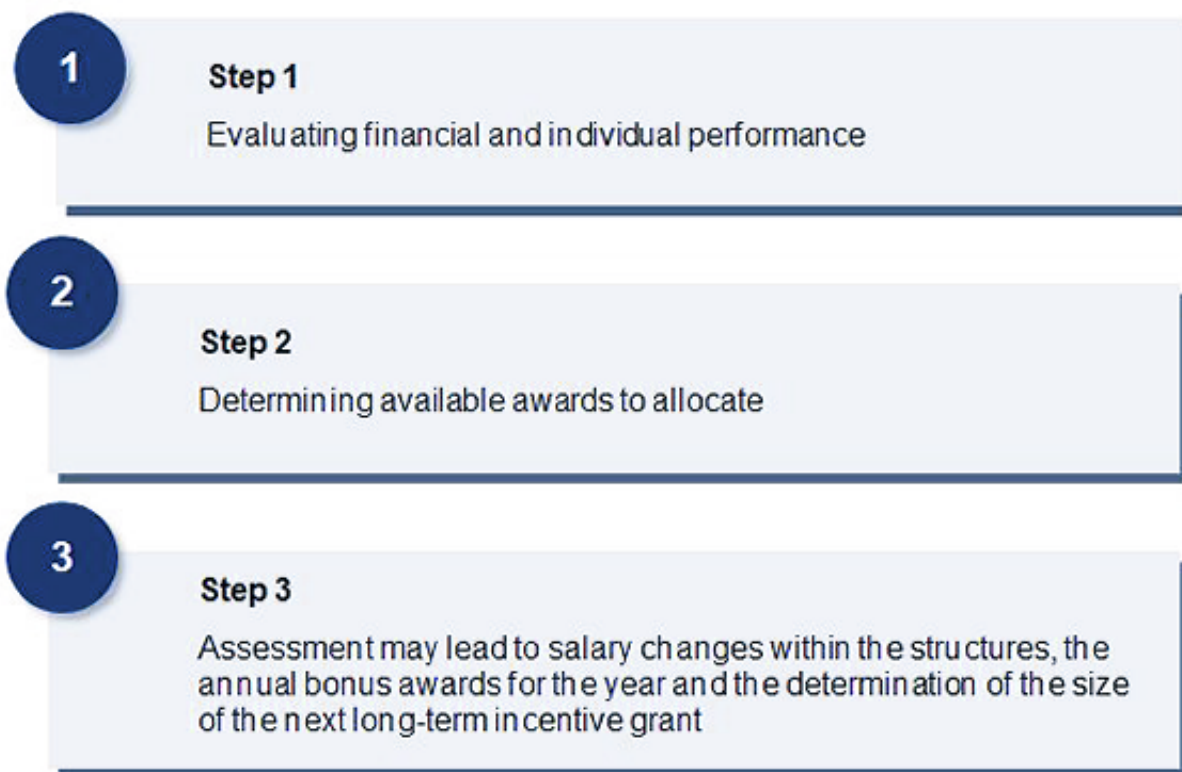 1
Step 1
Evaluating financial and individual performance
2
Step 2
Determining available awards to allocate
3
Step 3
Assessment may lead to salary changes within the structures, the
annual bonus awards for the year and the determination of the size
of the next long-term incentive grant